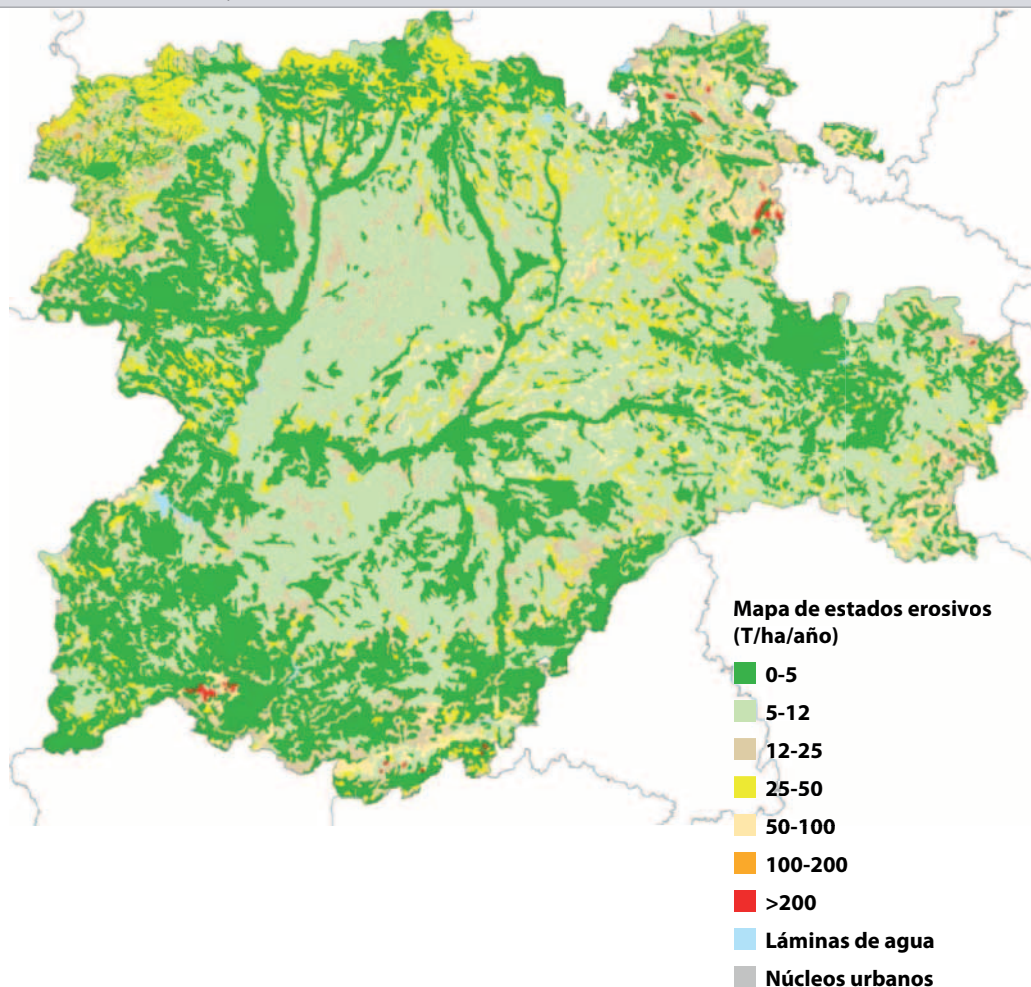 Mapa de estados erosivos
(T/ha/año)
0-5
5-12
12-25
25-50
50-100
100-200
>200
Láminas de agua
Núcleos urbanos